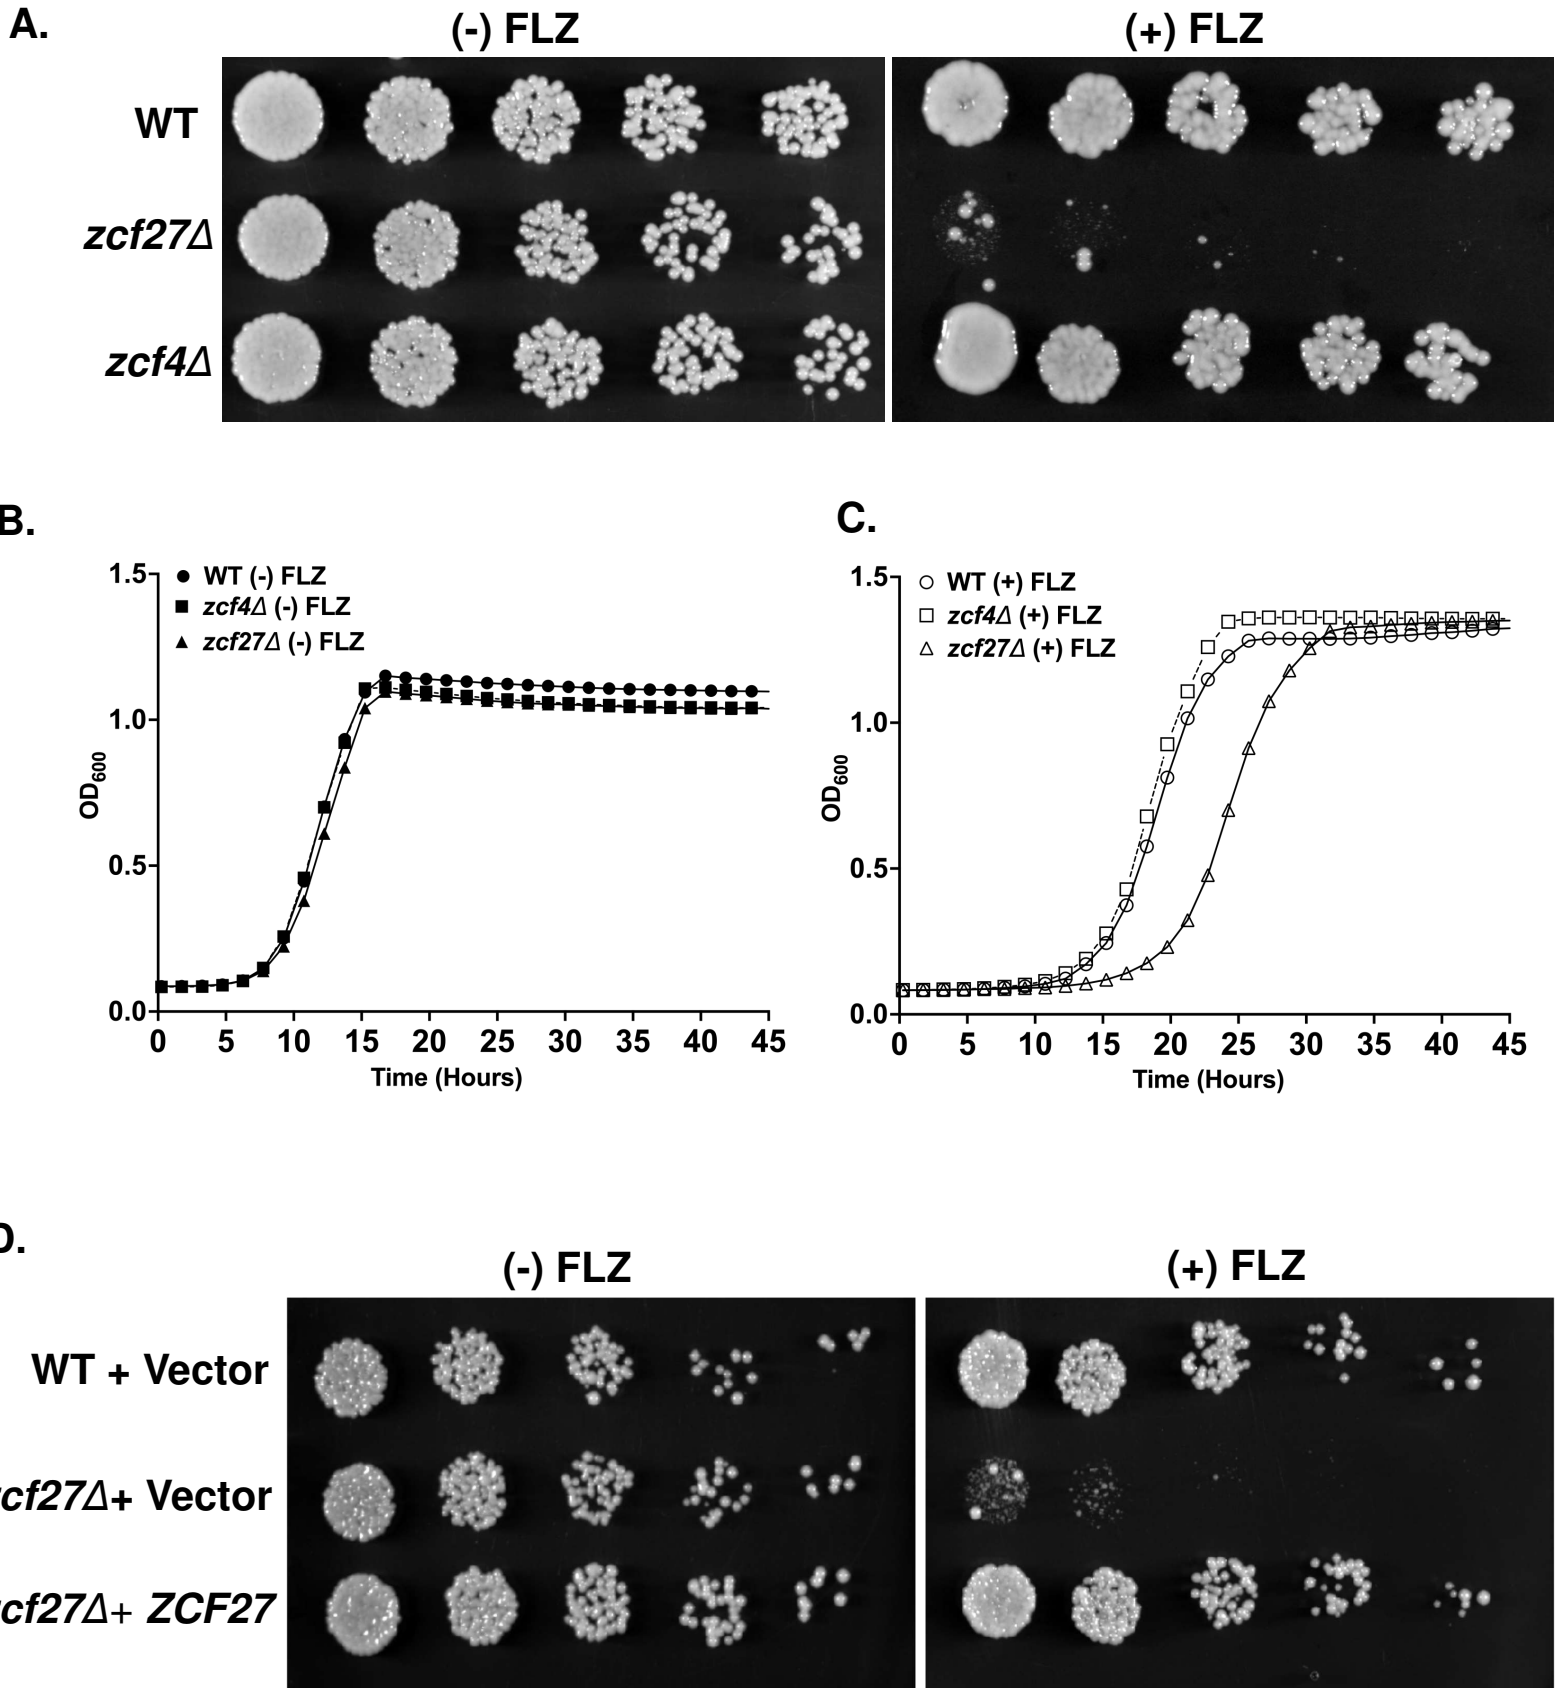 A.
(-) FLZ
(+) FLZ
WT
zcf27Δ
zcf4Δ
B.
1.5
1.0
0.5
0.0
OD600
WT (-) FLZ
zcf4Δ (-) FLZ
zcf27Δ (-) FLZ
0 5 10 15 20 25 30 35 40 45
Time (Hours)
C.
1.5
1.0
0.5
0.0
OD600
WT (+) FLZ
zcf4Δ (+) FLZ
zcf27Δ (+) FLZ
0 5 10 15 20 25 30 35 40 45
Time (Hours)
D.
(-) FLZ
(+) FLZ
WT + Vector
cf27Δ+ Vector
cf27Δ+ ZCF27